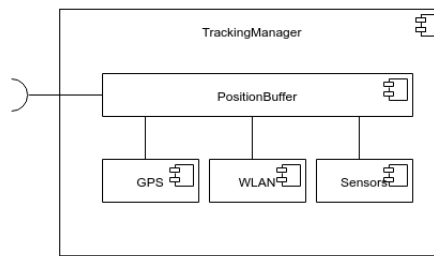 TrackingManager
PositionBuffer
GPS
WLAN
Sensors